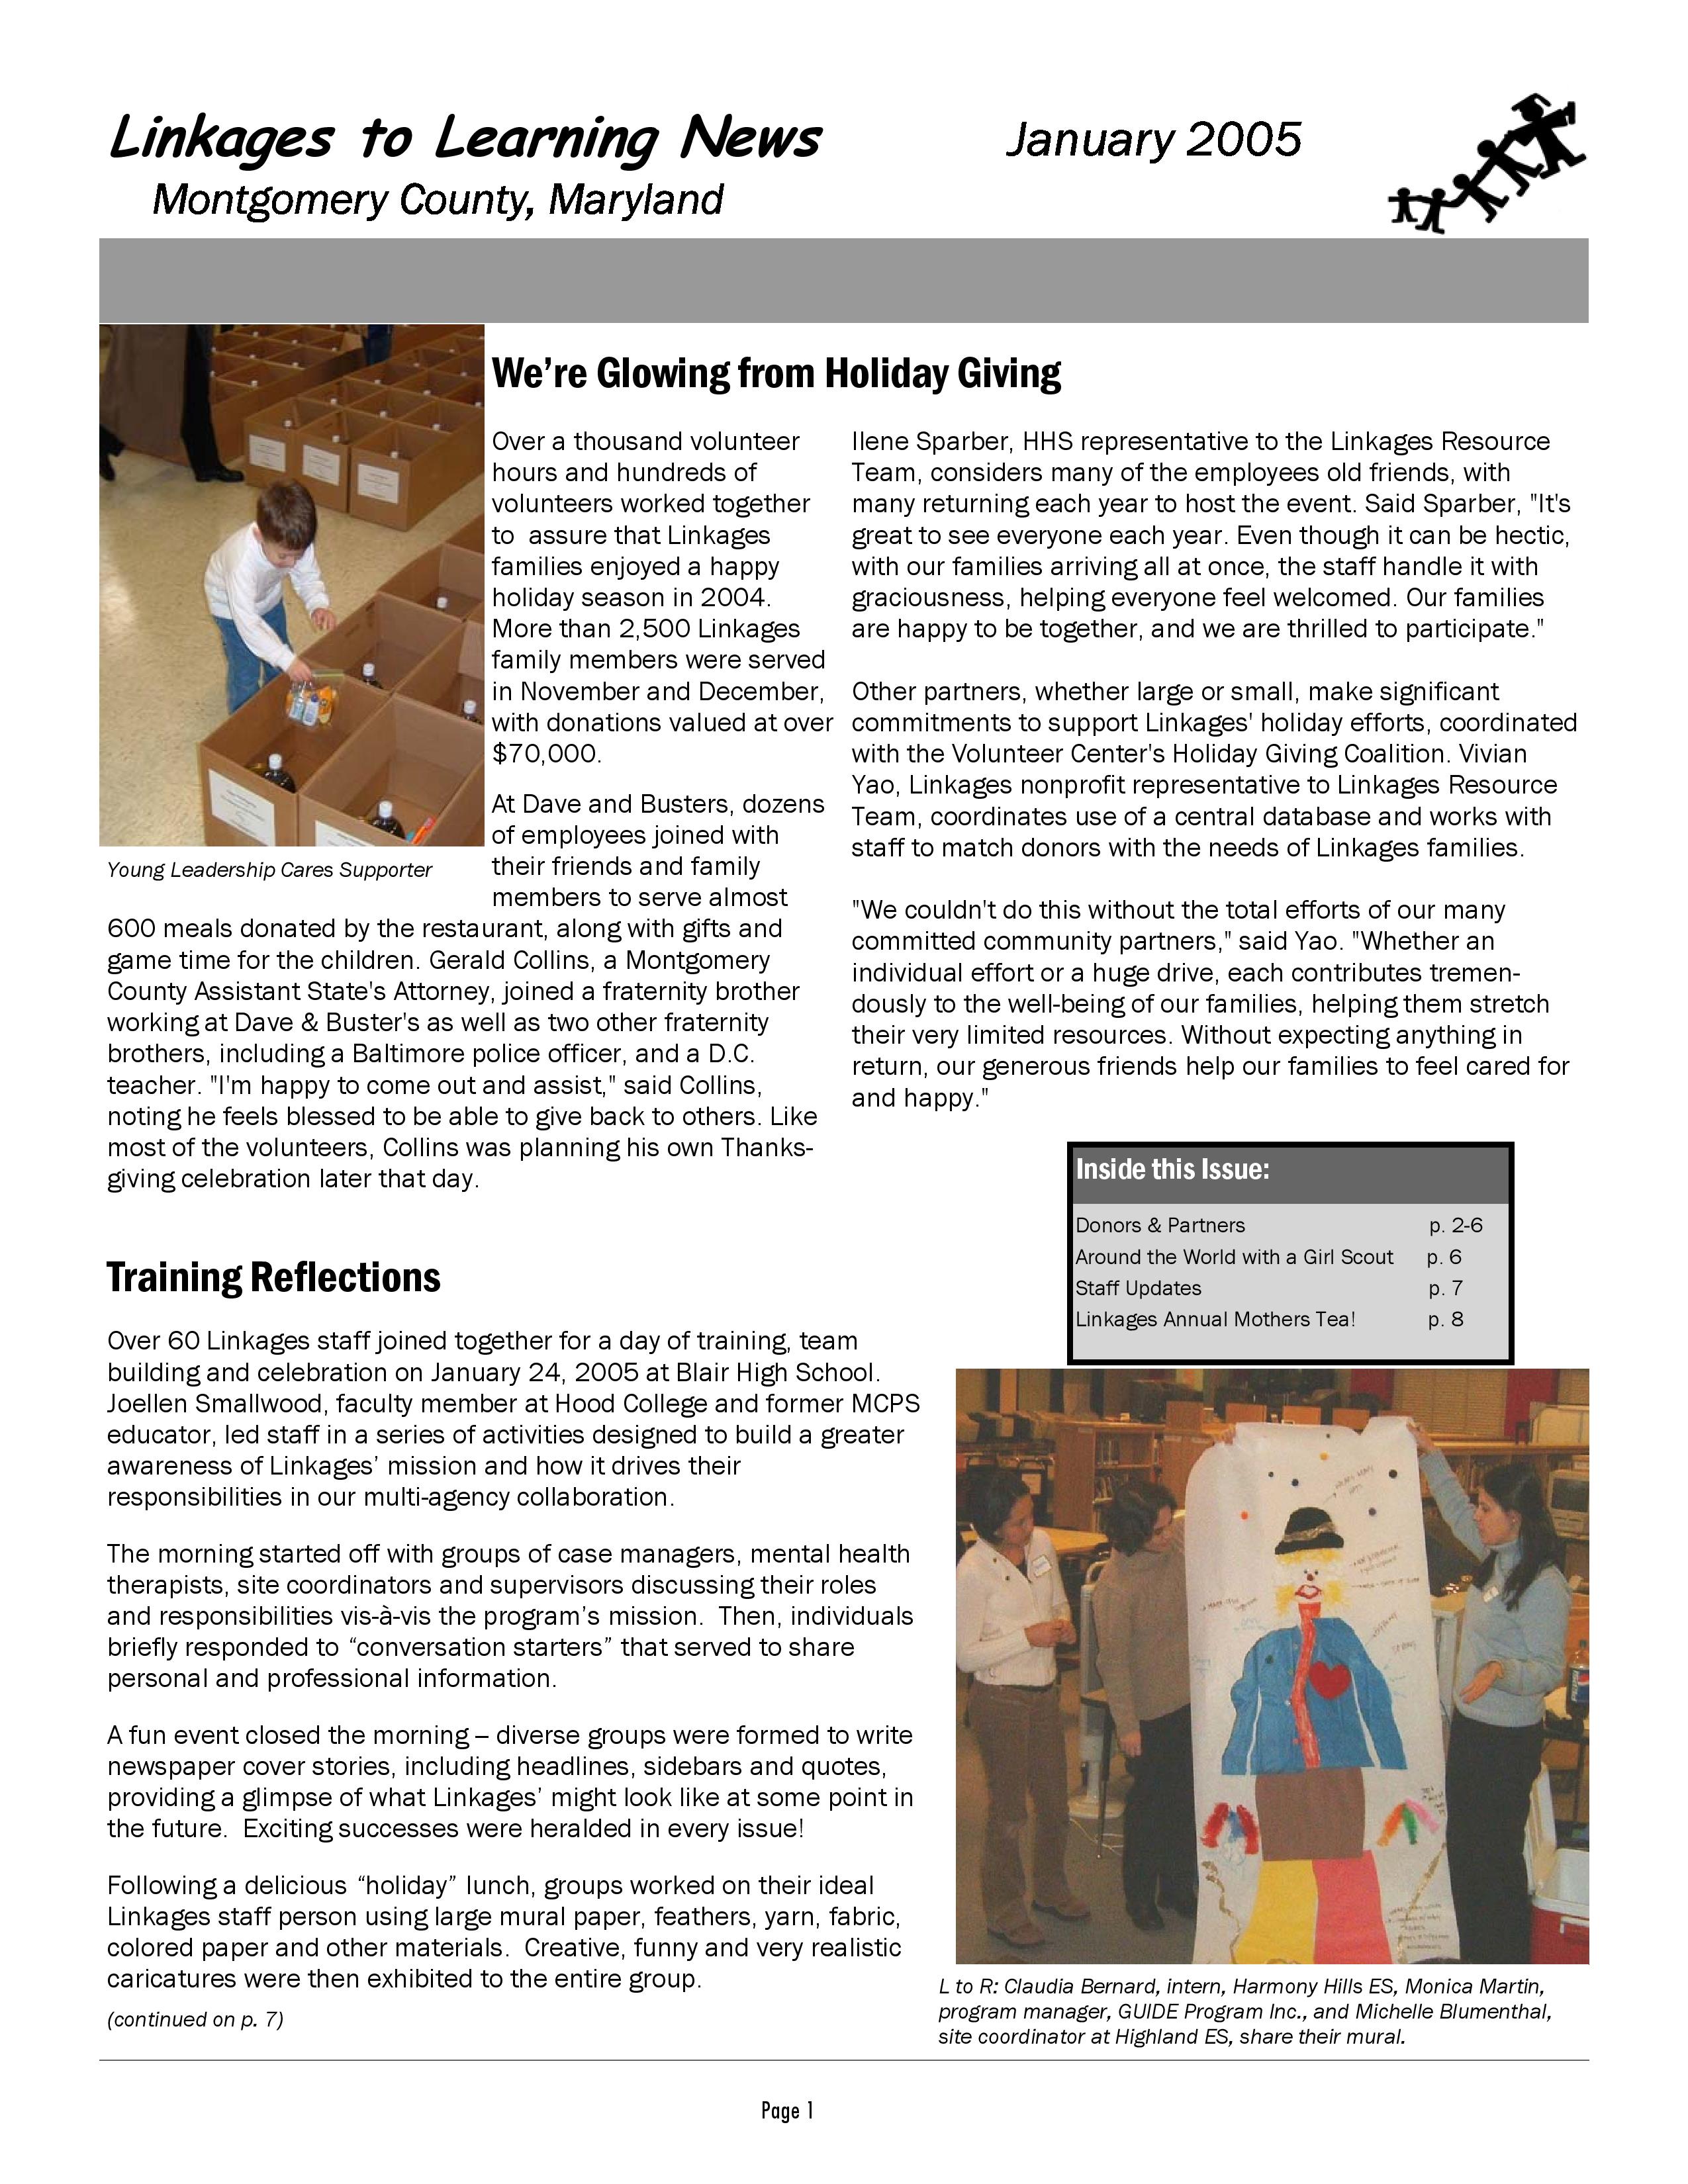 Linkages to Learning News
January 2005
Montgomery County, Maryland
We're Glowing from Holiday Giving
Over a thousand volunteer
hours and hundreds of
volunteers worked together
to  assure that Linkages
families enjoyed a happy
holiday season in 2004.
More than 2,500 Linkages
family members were served
in November and December,
with donations valued at over
$70,000.
At Dave and Busters, dozens
of employees joined with
their friends and family
members to serve almost
Young Leadership Cares Supporter
600 meals donated by the restaurant, along with gifts and
game time for the children. Gerald Collins, a Montgomery
County Assistant State's Attorney, joined a fraternity brother
working at Dave & Buster's as well as two other fraternity
brothers, including a Baltimore police officer, and a D.C.
teacher. "I'm happy to come out and assist," said Collins,
noting he feels blessed to be able to give back to others. Like
most of the volunteers, Collins was planning his own Thanks-
giving celebration later that day.
Ilene Sparber, HHS representative to the Linkages Resource
Team, considers many of the employees old friends, with
many returning each year to host the event. Said Sparber, "It's
great to see everyone each year. Even though it can be hectic,
with our families arriving all at once, the staff handle it with
graciousness, helping everyone feel welcomed. Our families
are happy to be together, and we are thrilled to participate."
Other partners, whether large or small, make significant
commitments to support Linkages' holiday efforts, coordinated
with the Volunteer Center's Holiday Giving Coalition. Vivian
Yao, Linkages nonprofit representative to Linkages Resource
Team, coordinates use of a central database and works with
staff to match donors with the needs of Linkages families.
"We couldn't do this without the total efforts of our many
committed community partners," said Yao. "Whether an
individual effort or a huge drive, each contributes tremen-
dously to the well-being of our families, helping them stretch
their very limited resources. Without expecting anything in
return, our generous friends help our families to feel cared for
and happy."
Inside this Issue:
Donors & Partners p. 2-6
Around the World with a Girl Scout p. 6
Staff Updates p. 7
Linkages Annual Mothers Tea! p. 8
Training Reflections
Over 60 Linkages staff joined together for a day of training, team
building and celebration on January 24, 2005 at Blair High School.
Joellen Smallwood, faculty member at Hood College and former MCPS
educator, led staff in a series of activities designed to build a greater
awareness of Linkages’ mission and how it drives their
responsibilities in our multi-agency collaboration.
The morning started off with groups of case managers, mental health
therapists, site coordinators and supervisors discussing their roles
and responsibilities vis-à-vis the program’s mission.  Then, individuals
briefly responded to “conversation starters” that served to share
personal and professional information.
A fun event closed the morning – diverse groups were formed to write
newspaper cover stories, including headlines, sidebars and quotes,
providing a glimpse of what Linkages’ might look like at some point in
the future.  Exciting successes were heralded in every issue!
Following a delicious “holiday” lunch, groups worked on their ideal
Linkages staff person using large mural paper, feathers, yarn, fabric,
colored paper and other materials.  Creative, funny and very realistic
caricatures were then exhibited to the entire group.
(continued on p. 7)
L to R: Claudia Bernard, intern, Harmony Hills ES, Monica Martin,
program manager, GUIDE Program Inc., and Michelle Blumenthal,
site coordinator at Highland ES, share their mural.
Page 1